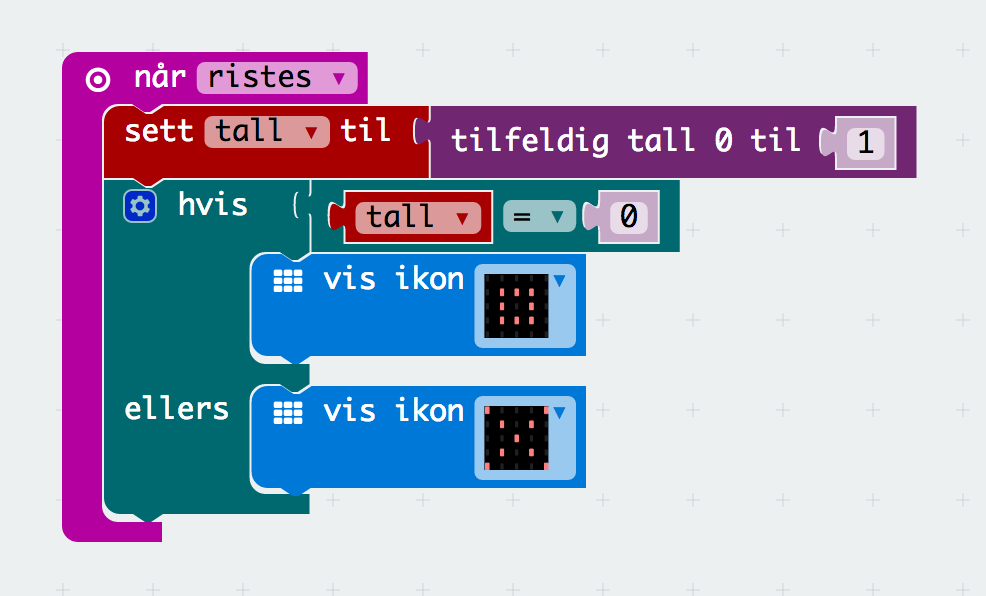 når ristes
sett tall til tilfeldig tall 0 til 1
hvis tall = 0
vis ikon
ellers vis ikon